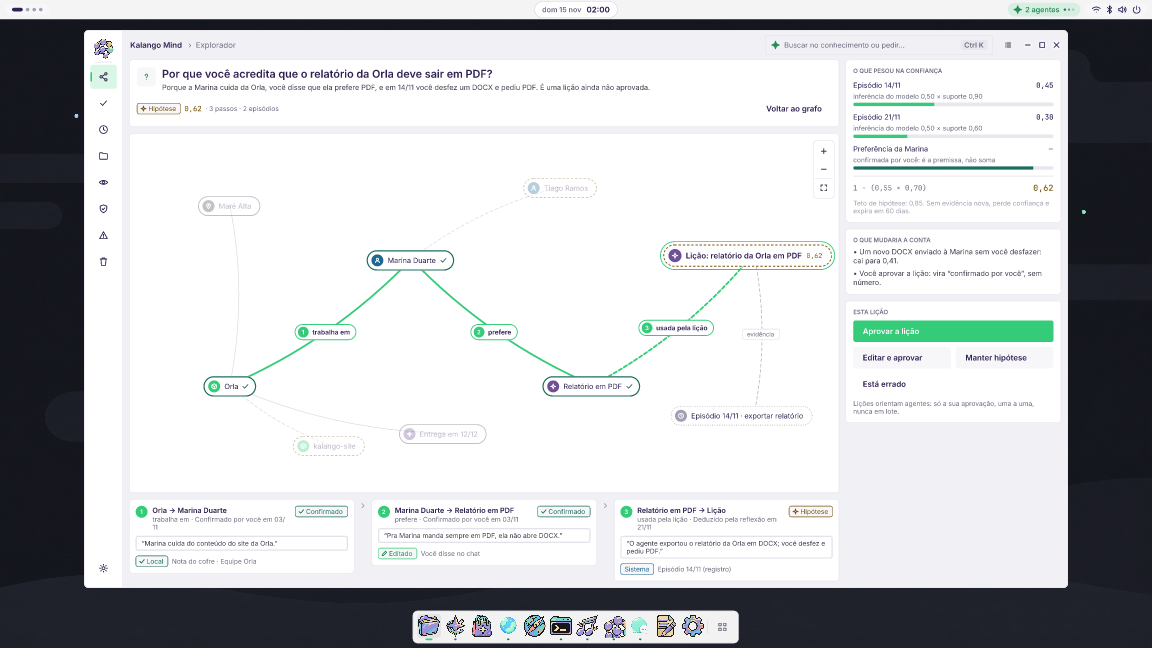 dom 15 nov 02:00
2 agentes
Kalango Mind › Explorador
Buscar no conhecimento ou pedir...
Ctrl K
?
Por que você acredita que o relatório da Orla deve sair em PDF?
Porque a Marina cuida da Orla, você disse que ela prefere PDF, e em 14/11 você desfez um DOCX e pediu PDF. É uma lição ainda não aprovada.
Hipótese 0,62 · 3 passos · 2 episódios
Voltar ao grafo
Maré Alta
Tiago Ramos
Marina Duarte
Lição: relatório da Orla em PDF 0,62
1 trabalha em
2 prefere
3 usada pela lição
evidência
Orla
Relatório em PDF
Episódio 14/11 · exportar relatório
Entrega em 12/12
kalango-site
1 Orla → Marina Duarte
trabalha em · Confirmado por você em 03/
11
Confirmado
"Marina cuida do conteúdo do site da Orla."
Local
Nota do cofre · Equipe Orla
2 Marina Duarte → Relatório em PDF
prefere · Confirmado por você em 03/11
Confirmado
"Pra Marina manda sempre em PDF, ela não abre DOCX."
Editado
Você disse no chat
3 Relatório em PDF → Lição
usada pela lição · Deduzido pela reflexão em
21/11
Hipótese
"O agente exportou o relatório da Orla em DOCX; você desfez e
pediu PDF."
Sistema
Episódio 14/11 (registro)
O QUE PESOU NA CONFIANÇA
Episódio 14/11 0,45
inferência do modelo 0,50 × suporte 0,90
Episódio 21/11 0,30
inferência do modelo 0,50 × suporte 0,60
Preferência da Marina –
confirmada por você: é a premissa, não soma
1 - (0,55 × 0,70) 0,62
Teto de hipótese: 0,85. Sem evidência nova, perde confiança e
expira em 60 dias.
O QUE MUDARIA A CONTA
• Um novo DOCX enviado à Marina sem você desfazer:
cai para 0,41.
• Você aprovar a lição: vira "confirmado por você", sem
número.
ESTA LIÇÃO
Aprovar a lição
Editar e aprovar
Manter hipótese
Está errado
Lições orientam agentes: só a sua aprovação, uma a uma,
nunca em lote.